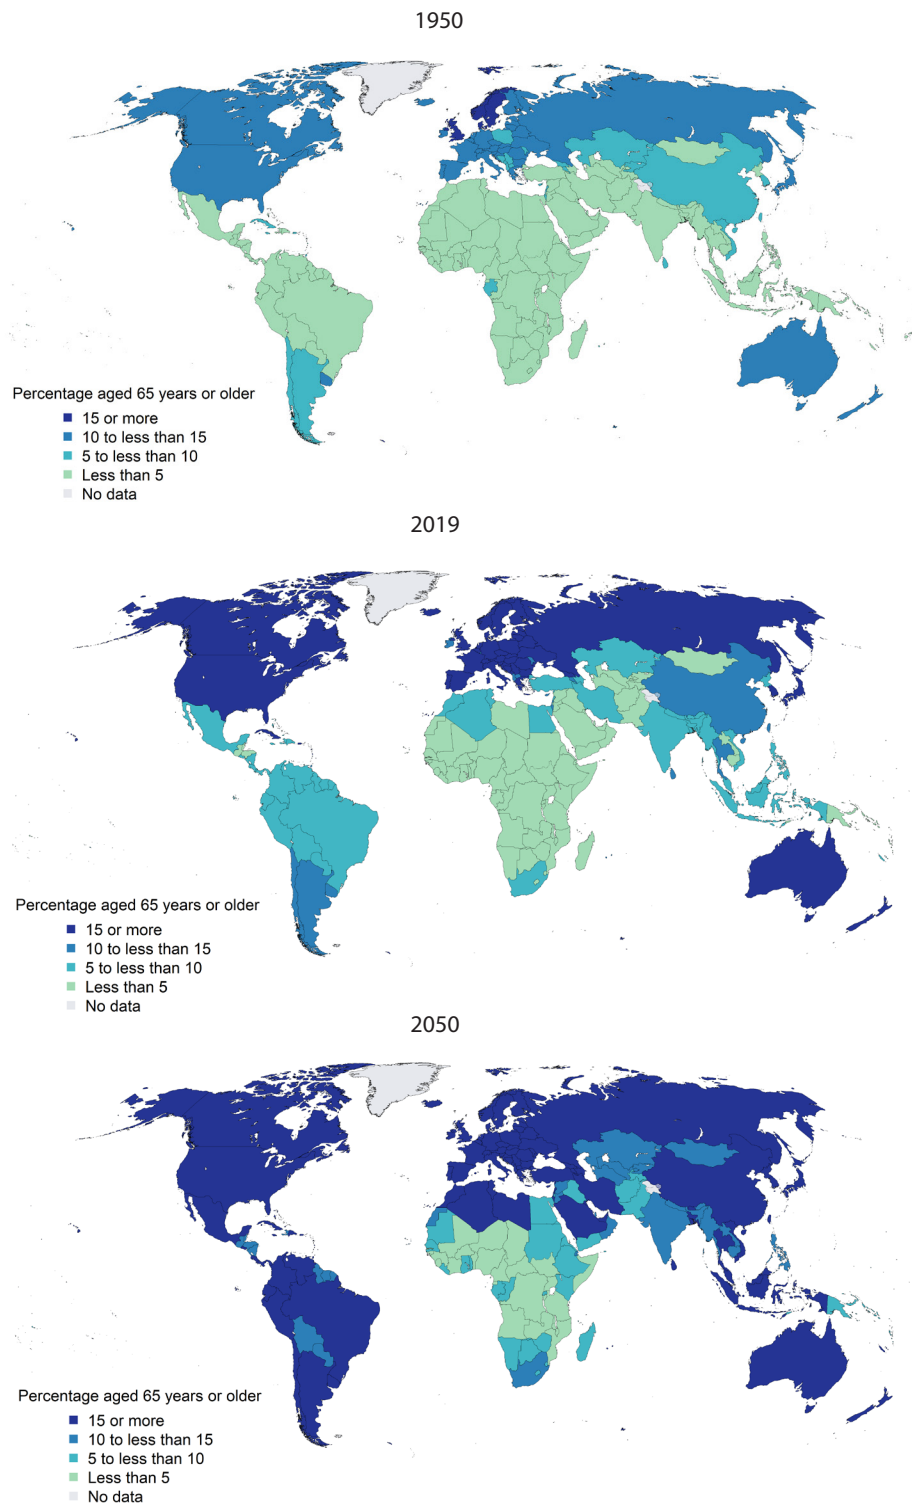 1950
Percentage aged 65 years or older
15 or more
10 to less than 15
5 to less than 10
Less than 5
No data
2019
Percentage aged 65 years or older
15 or more
10 to less than 15
5 to less than 10
Less than 5
No data
2050
Percentage aged 65 years or older
15 or more
10 to less than 15
5 to less than 10
Less than 5
No data